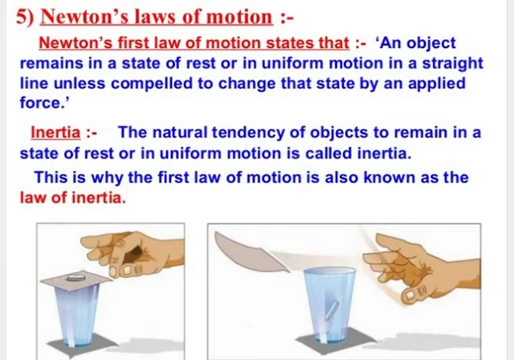 5) Newton's laws of motion :-
Newton's first law of motion states that :- ‘An object
remains in a state of rest or in uniform motion in a straight
line unless compelled to change that state by an applied
force.’
Inertia :- The natural tendency of objects to remain in a
state of rest or in uniform motion is called inertia.
This is why the first law of motion is also known as the
law of inertia.